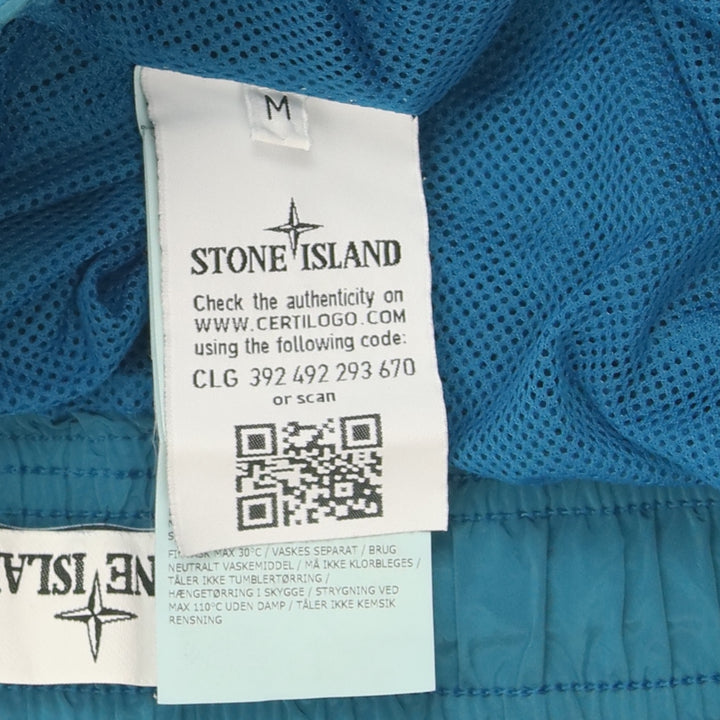 M
STONE ISLAND
Check the authenticity on
WWW.CERTILOGO.COM
using the following code:
CLG 392 492 293 670
or scan
MAX 30°C / VASKES SEPARAT / BRUG
NEUTRALT VASKEMIDDEL / MÅ IKKE KLORBLEGES /
TÅLER IKKE TUMBLERTØRRING /
HÆNGETØRRING I SKYGGE / STRYGNING VED
MAX 110°C UDEN DAMP / TÅLER IKKE KEMISK
RENSNING
STONE ISLA